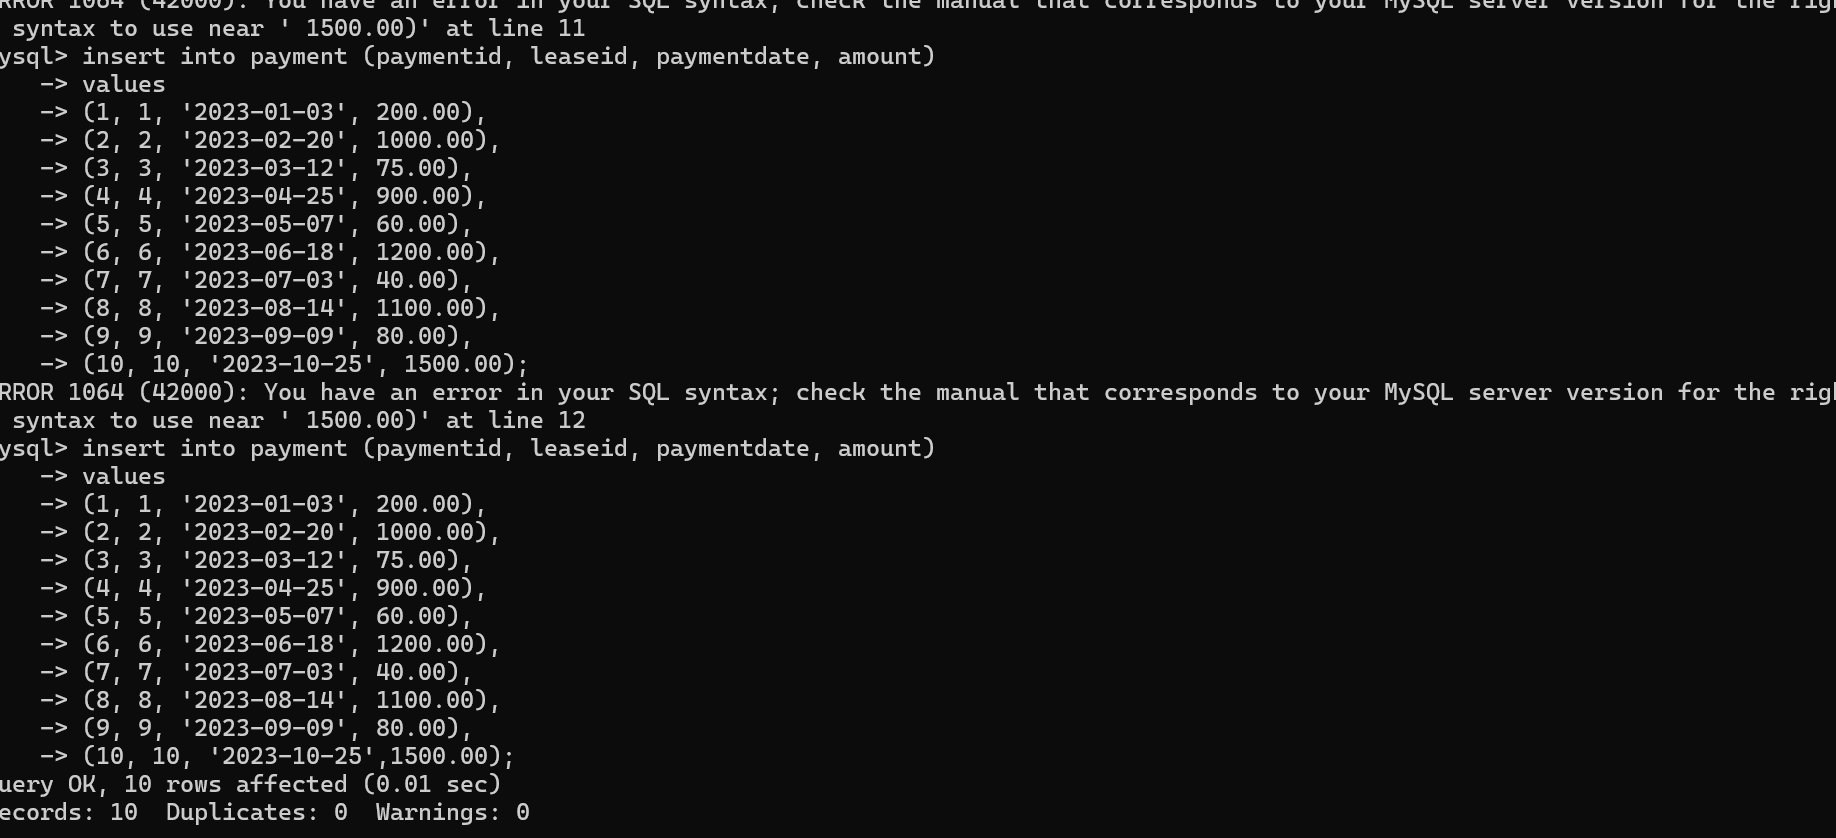 RROR 1064 (42000): You have an error in your SQL syntax; check the manual that corresponds to your MySQL server version for the righ
syntax to use near ' 1500.00)' at line 11
ysql> insert into payment (paymentid, leaseid, paymentdate, amount)
-> values
-> (1, 1, '2023-01-03', 200.00),
-> (2, 2, '2023-02-20', 1000.00),
-> (3, 3, '2023-03-12', 75.00),
-> (4, 4, '2023-04-25', 900.00),
-> (5, 5, '2023-05-07', 60.00),
-> (6, 6, '2023-06-18', 1200.00),
-> (7, 7, '2023-07-03', 40.00),
-> (8, 8, '2023-08-14', 1100.00),
-> (9, 9, '2023-09-09', 80.00),
-> (10, 10, '2023-10-25', 1500.00);
RROR 1064 (42000): You have an error in your SQL syntax; check the manual that corresponds to your MySQL server version for the righ
syntax to use near ' 1500.00)' at line 12
ysql> insert into payment (paymentid, leaseid, paymentdate, amount)
-> values
-> (1, 1, '2023-01-03', 200.00),
-> (2, 2, '2023-02-20', 1000.00),
-> (3, 3, '2023-03-12', 75.00),
-> (4, 4, '2023-04-25', 900.00),
-> (5, 5, '2023-05-07', 60.00),
-> (6, 6, '2023-06-18', 1200.00),
-> (7, 7, '2023-07-03', 40.00),
-> (8, 8, '2023-08-14', 1100.00),
-> (9, 9, '2023-09-09', 80.00),
-> (10, 10, '2023-10-25',1500.00);
uery OK, 10 rows affected (0.01 sec)
ecords: 10  Duplicates: 0  Warnings: 0